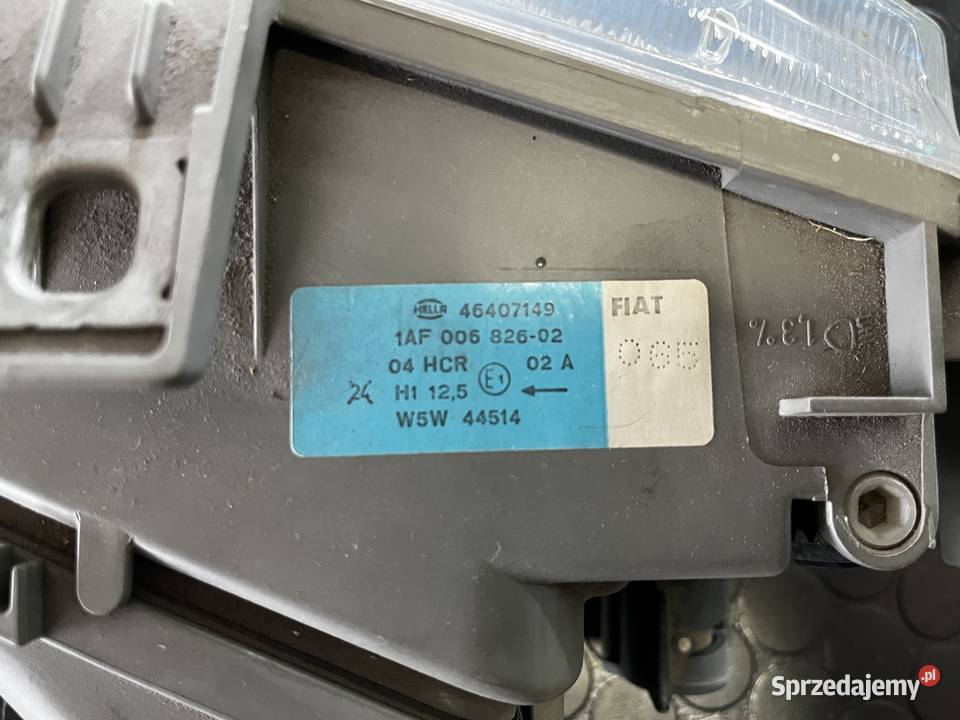 HELLA 46407149
1AF 006 826-02
04 HCR 02 A
24 H1 12,5 E1 ←
W5W 44514
FIAT
1,3%
Sprzedajemy.pl